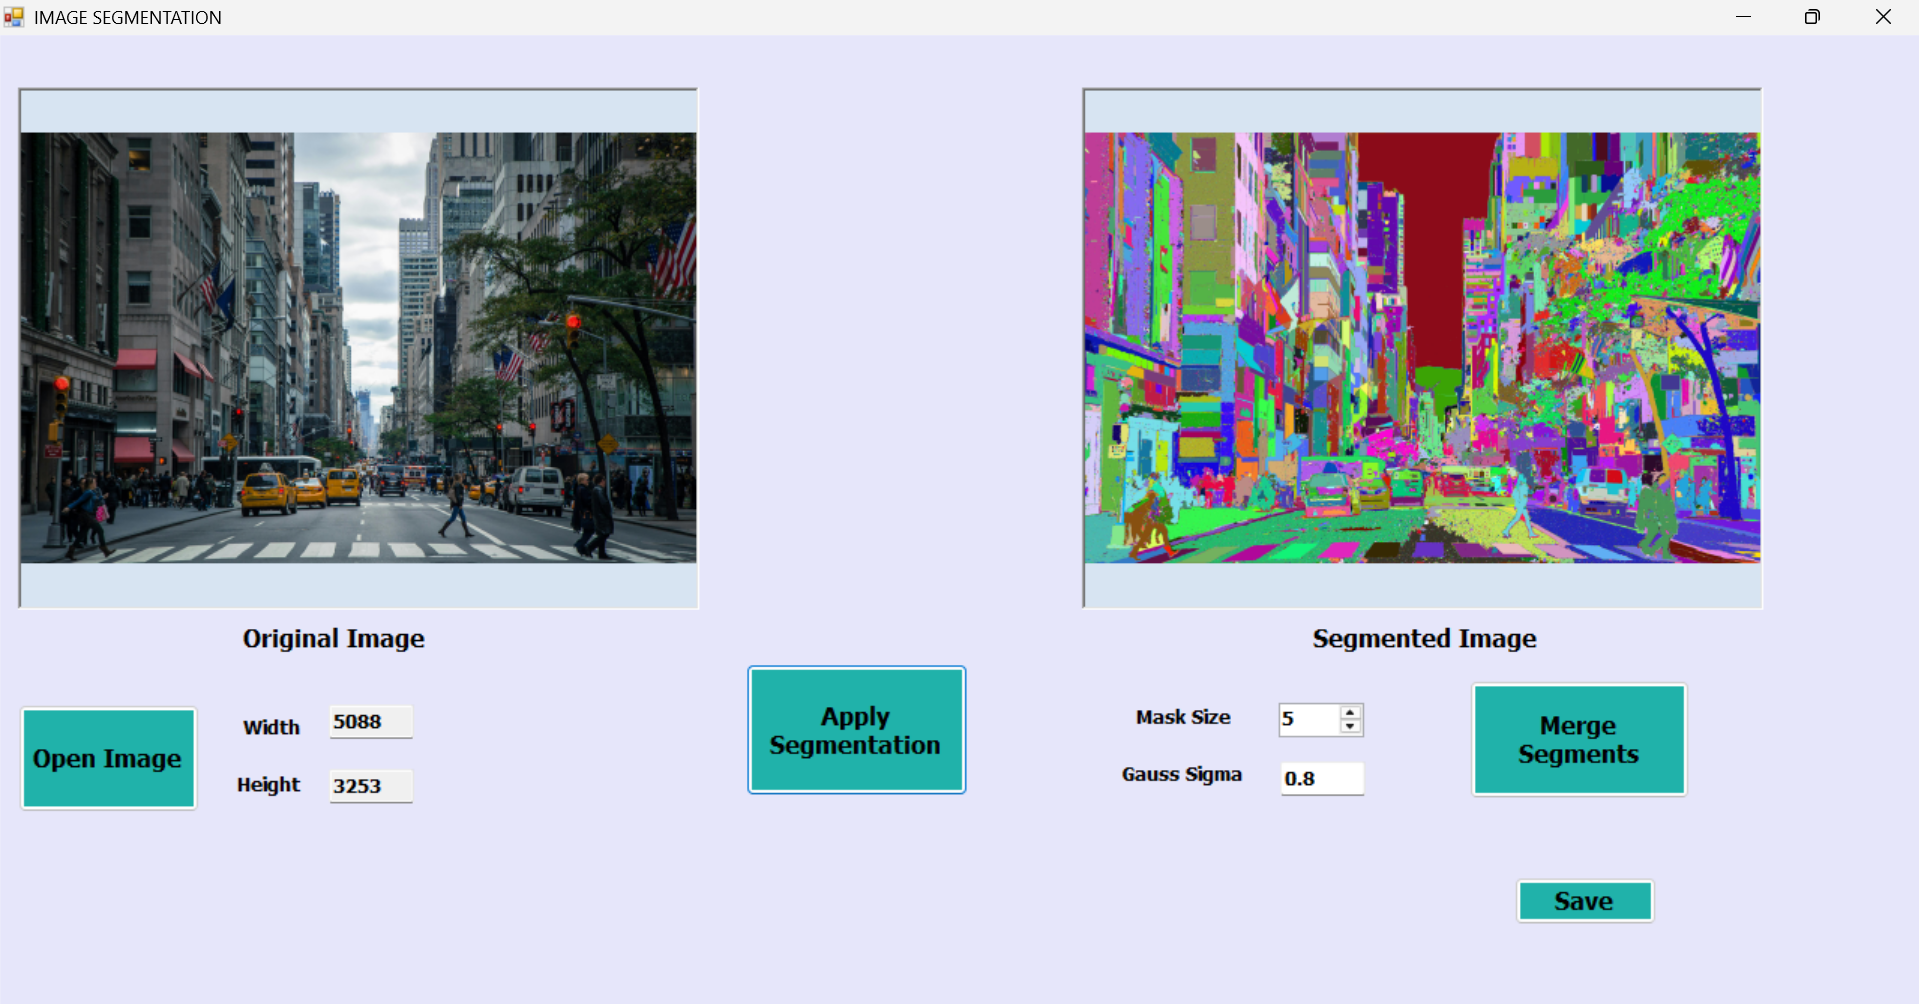 IMAGE SEGMENTATION
Original Image
Segmented Image
Open Image
Width
5088
Height
3253
Apply
Segmentation
Mask Size
5
Gauss Sigma
0.8
Merge
Segments
Save